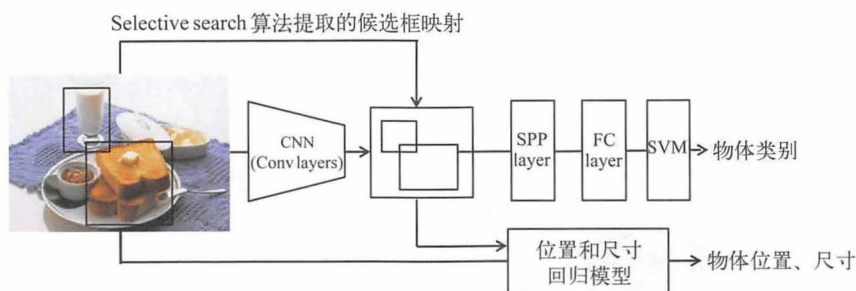 Selective search 算法提取的候选框映射
CNN
(Conv layers)
SPP
layer
FC
layer
SVM
物体类别
位置和尺寸
回归模型
物体位置、尺寸